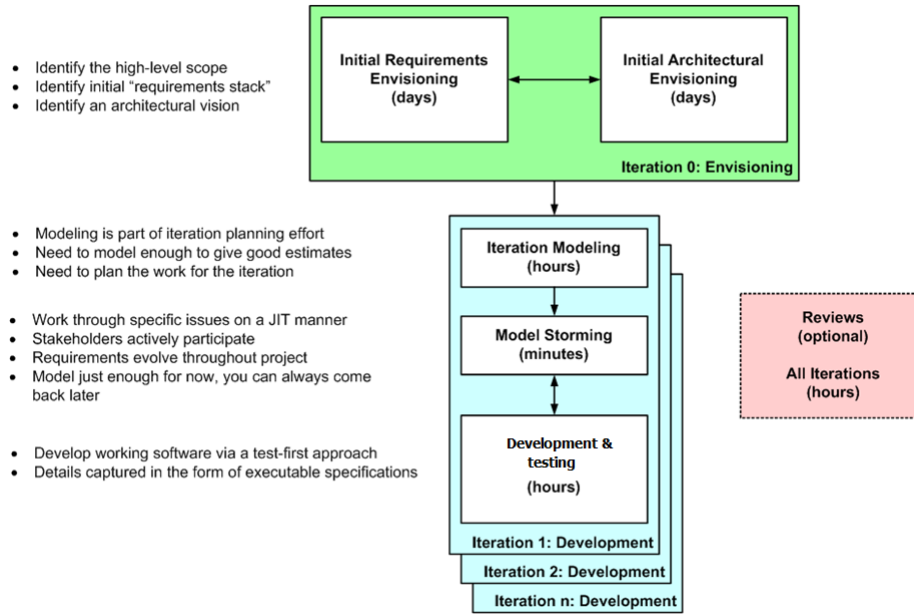 Initial Requirements
Envisioning
(days)
Initial Architectural
Envisioning
(days)
Iteration 0: Envisioning
• Identify the high-level scope
• Identify initial “requirements stack”
• Identify an architectural vision
• Modeling is part of iteration planning effort
• Need to model enough to give good estimates
• Need to plan the work for the iteration
Iteration Modeling
(hours)
• Work through specific issues on a JIT manner
• Stakeholders actively participate
• Requirements evolve throughout project
• Model just enough for now, you can always come
back later
Model Storming
(minutes)
• Develop working software via a test-first approach
• Details captured in the form of executable specifications
Development &
testing
(hours)
Iteration 1: Development
Iteration 2: Development
Iteration n: Development
Reviews
(optional)
All Iterations
(hours)